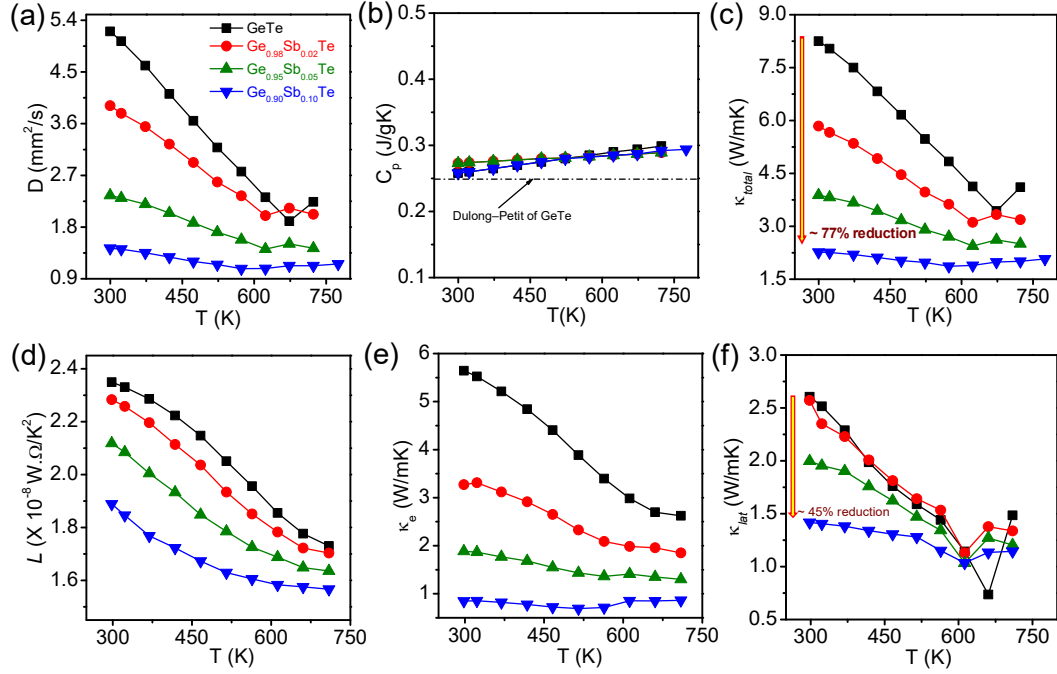 (a)
5.4
4.5
3.6
2.7
1.8
0.9
D (mm²/s)
GeTe
Ge₀.₉₈Sb₀.₀₂Te
Ge₀.₉₅Sb₀.₀₅Te
Ge₀.₉₀Sb₀.₁₀Te
300 450 600 750
T (K)
(b)
0.5
0.4
0.3
0.2
0.1
Cₚ (J/gK)
Dulong–Petit of GeTe
300 450 600 750
T(K)
(c)
9.0
7.5
6.0
4.5
3.0
1.5
κtotal (W/mK)
~ 77% reduction
300 450 600 750
T (K)
(d)
2.4
2.2
2.0
1.8
1.6
L (X 10⁻⁸ W.Ω/K²)
300 450 600 750
T (K)
(e)
6
5
4
3
2
1
κₑ (W/mK)
300 450 600 750
T (K)
(f)
3.0
2.5
2.0
1.5
1.0
0.5
κlat (W/mK)
~ 45% reduction
300 450 600 750
T (K)